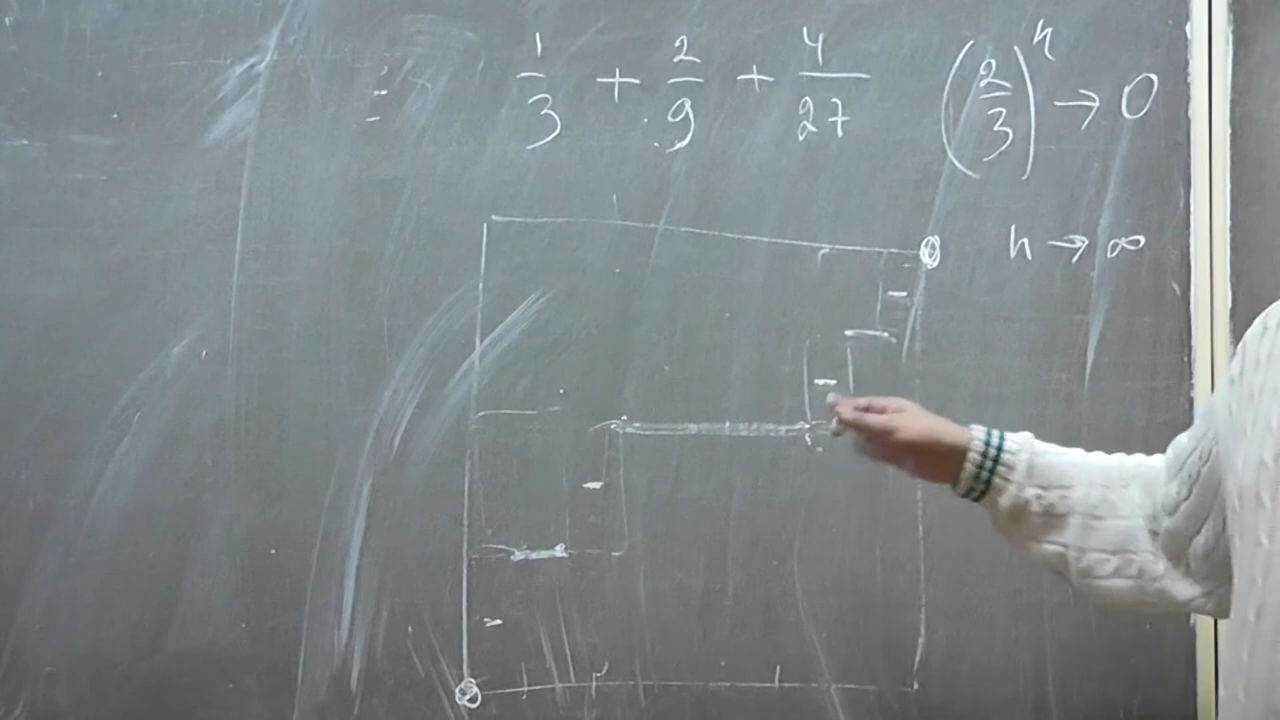 = 1/3 + 2/9 + 4/27 (2/3)^n → 0
n → ∞